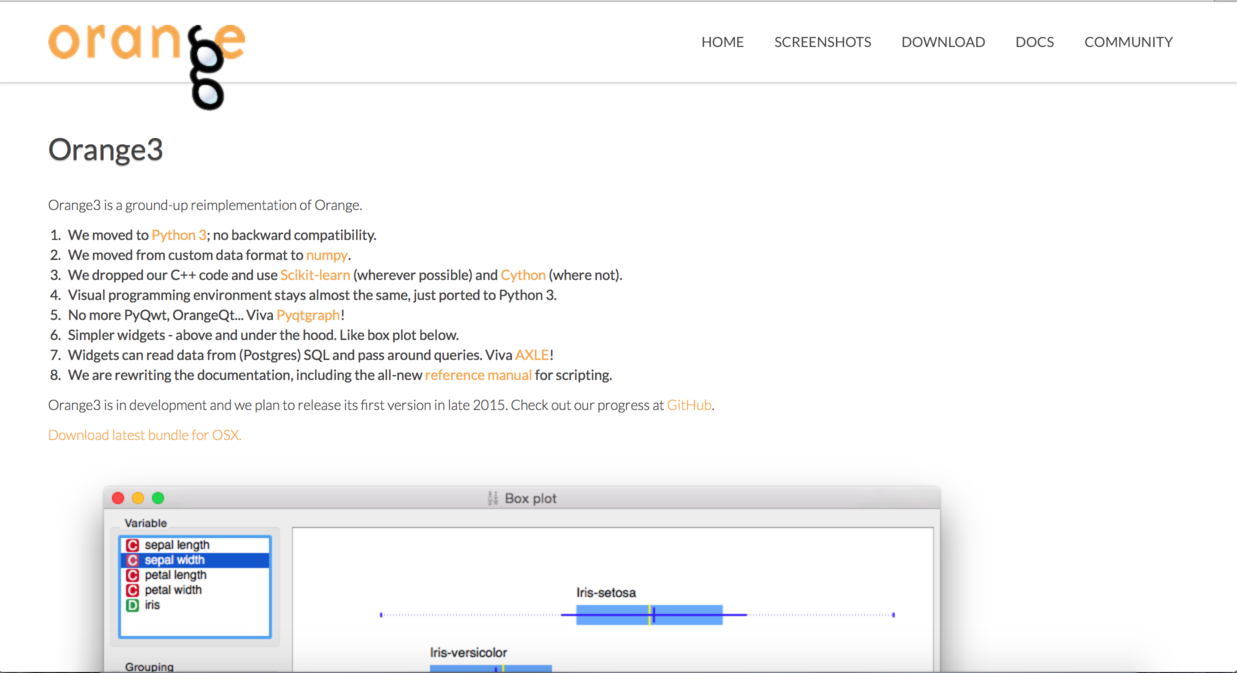 orange
HOME SCREENSHOTS DOWNLOAD DOCS COMMUNITY
Orange3
Orange3 is a ground-up reimplementation of Orange.
1. We moved to Python 3; no backward compatibility.
2. We moved from custom data format to numpy.
3. We dropped our C++ code and use Scikit-learn (wherever possible) and Cython (where not).
4. Visual programming environment stays almost the same, just ported to Python 3.
5. No more PyQwt, OrangeQt... Viva Pyqtgraph!
6. Simpler widgets - above and under the hood. Like box plot below.
7. Widgets can read data from (Postgres) SQL and pass around queries. Viva AXLE!
8. We are rewriting the documentation, including the all-new reference manual for scripting.
Orange3 is in development and we plan to release its first version in late 2015. Check out our progress at GitHub.
Download latest bundle for OSX.
Box plot
Variable
C sepal length
C sepal width
C petal length
C petal width
D iris
Iris-setosa
Iris-versicolor
Grouping